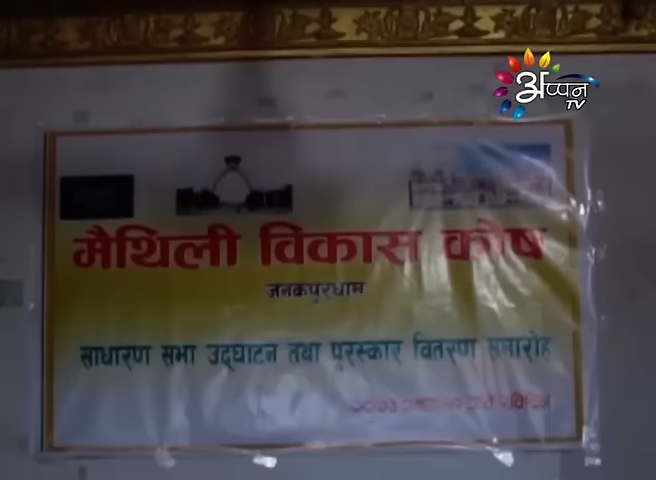 अप्पन
TV
मैथिली विकास कोष
जनकपुरधाम
साधारण सभा उद्घाटन तथा पुरस्कार वितरण समारोह